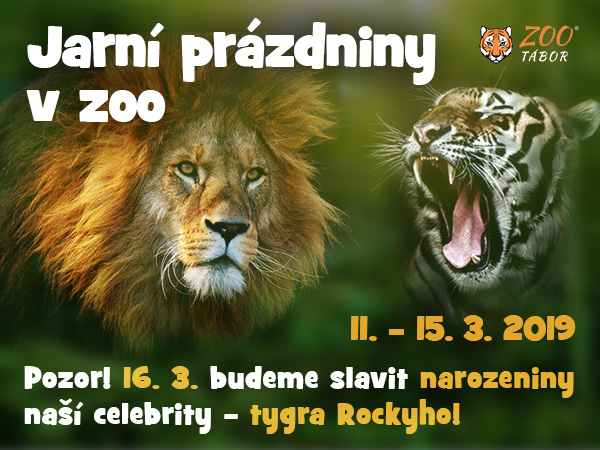 Jarní prázdniny
v zoo
ZOO®
TÁBOR
11. – 15. 3. 2019
Pozor! 16. 3. budeme slavit narozeniny
naší celebrity – tygra Rockyho!